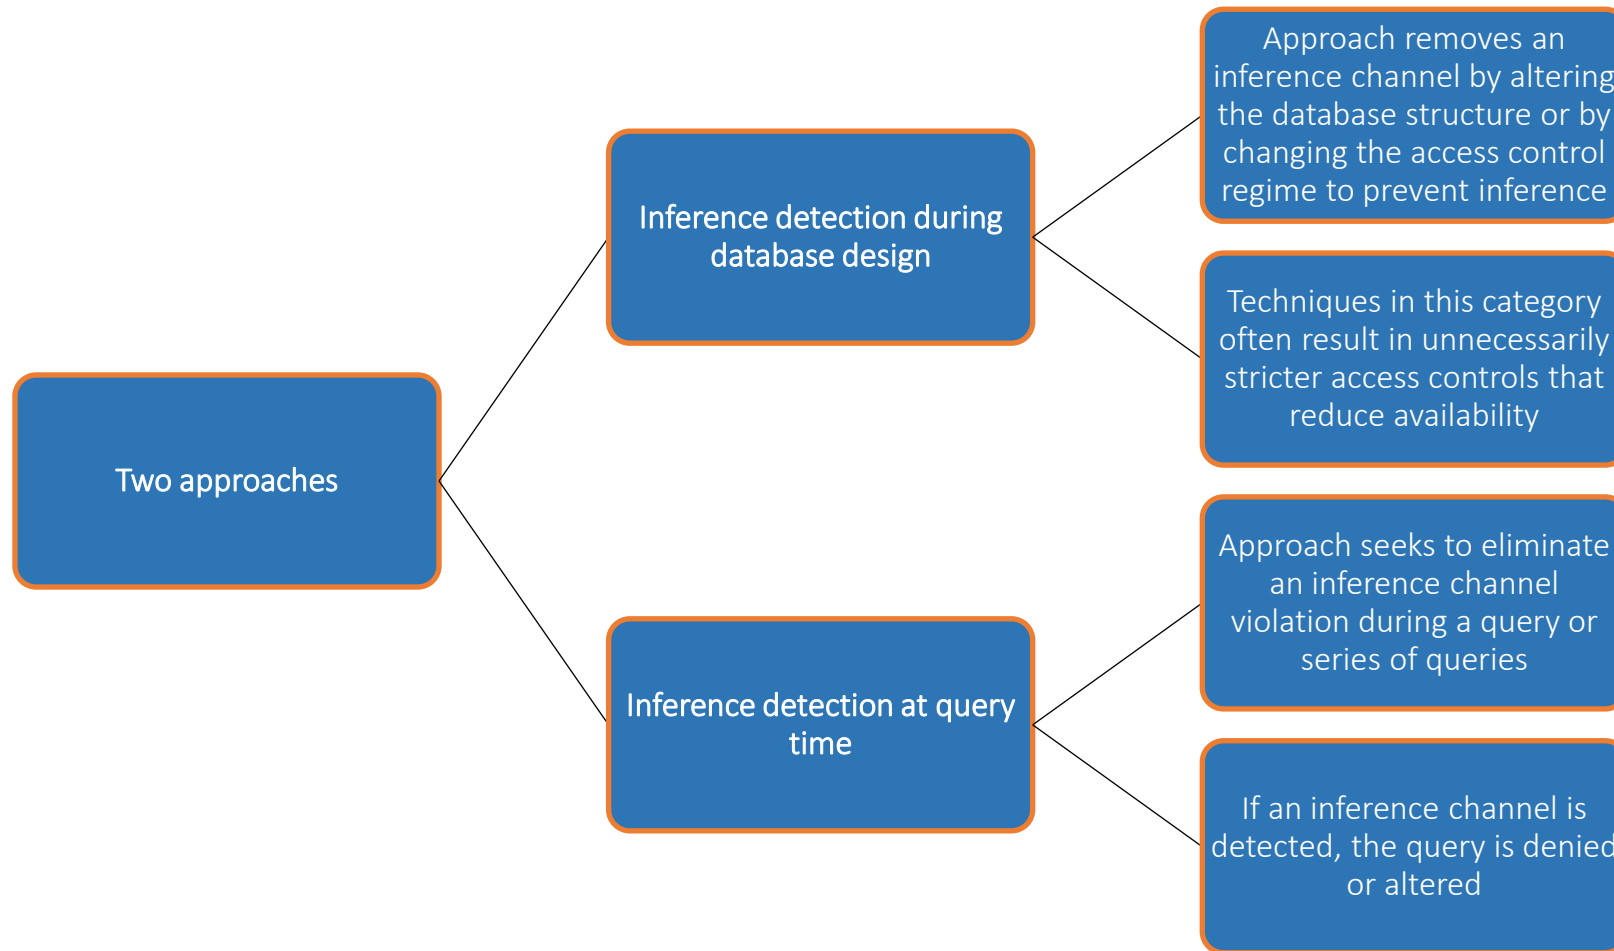 Two approaches
Inference detection during
database design
Approach removes an
inference channel by altering
the database structure or by
changing the access control
regime to prevent inference
Techniques in this category
often result in unnecessarily
stricter access controls that
reduce availability
Inference detection at query
time
Approach seeks to eliminate
an inference channel
violation during a query or
series of queries
If an inference channel is
detected, the query is denied
or altered